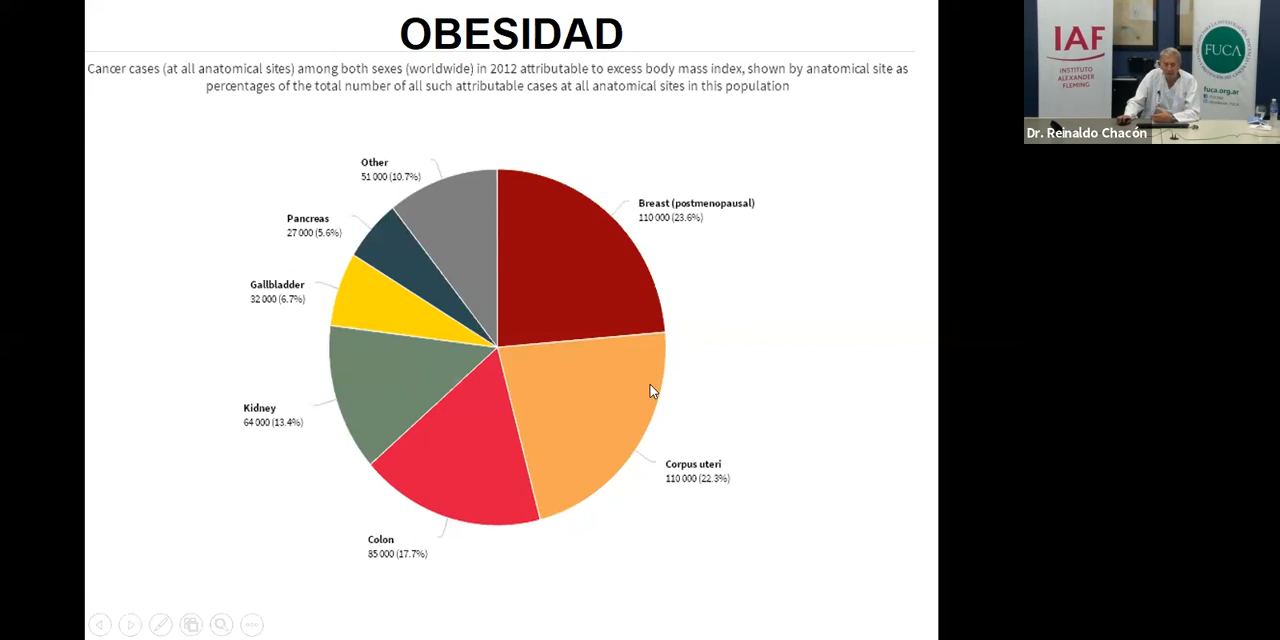 OBESIDAD
Cancer cases (at all anatomical sites) among both sexes (worldwide) in 2012 attributable to excess body mass index, shown by anatomical site as
percentages of the total number of all such attributable cases at all anatomical sites in this population
Other
51 000 (10.7%)
Pancreas
27 000 (5.6%)
Gallbladder
32 000 (6.7%)
Kidney
64 000 (13.4%)
Colon
85 000 (17.7%)
Breast (postmenopausal)
110 000 (23.6%)
Corpus uteri
110 000 (22.3%)
IAF
INSTITUTO
ALEXANDER
FLEMING
FUCA
fuca.org.ar
Dr. Reinaldo Chacón